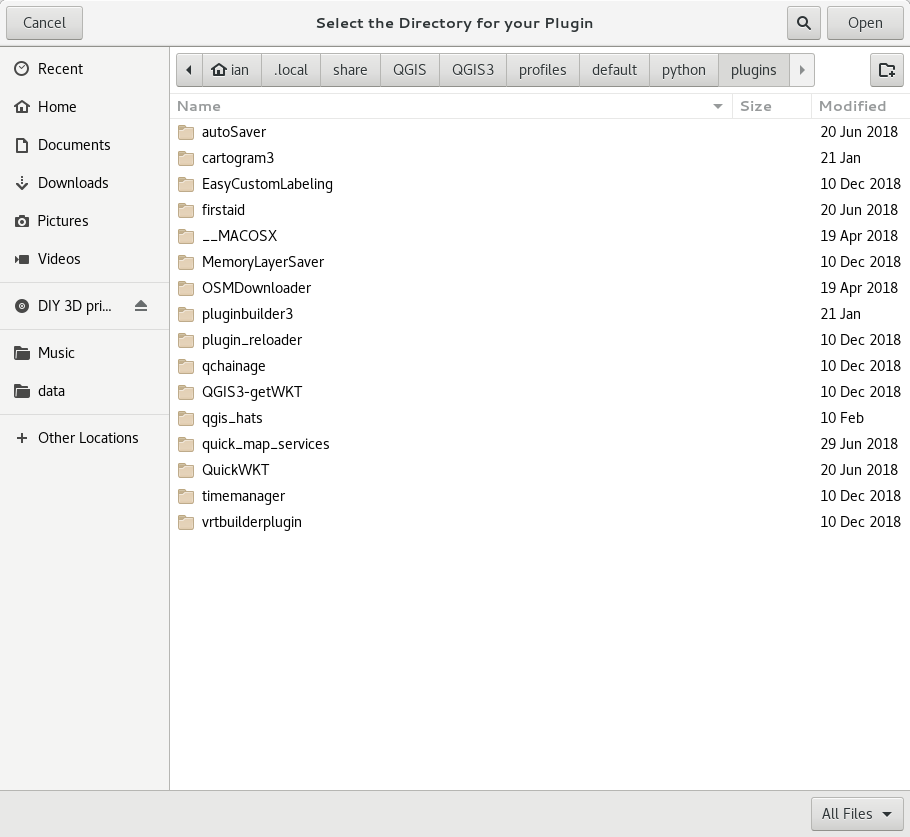 Cancel Select the Directory for your Plugin Open
Recent
Home
Documents
Downloads
Pictures
Videos
DIY 3D pri...
Music
data
Other Locations
ian .local share QGIS QGIS3 profiles default python plugins
Name Size Modified
autoSaver 20 Jun 2018
cartogram3 21 Jan
EasyCustomLabeling 10 Dec 2018
firstaid 20 Jun 2018
__MACOSX 19 Apr 2018
MemoryLayerSaver 10 Dec 2018
OSMDownloader 19 Apr 2018
pluginbuilder3 21 Jan
plugin_reloader 10 Dec 2018
qchainage 10 Dec 2018
QGIS3-getWKT 10 Dec 2018
qgis_hats 10 Feb
quick_map_services 29 Jun 2018
QuickWKT 20 Jun 2018
timemanager 10 Dec 2018
vrtbuilderplugin 10 Dec 2018
All Files